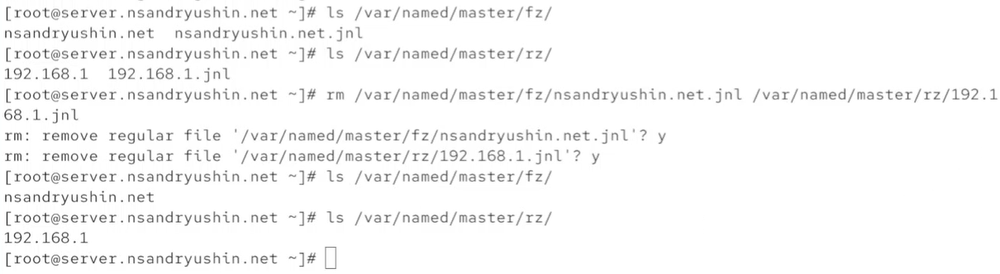 [root@server.nsandryushin.net ~]# ls /var/named/master/fz/
nsandryushin.net  nsandryushin.net.jnl
[root@server.nsandryushin.net ~]# ls /var/named/master/rz/
192.168.1  192.168.1.jnl
[root@server.nsandryushin.net ~]# rm /var/named/master/fz/nsandryushin.net.jnl /var/named/master/rz/192.1
68.1.jnl
rm: remove regular file '/var/named/master/fz/nsandryushin.net.jnl'? y
rm: remove regular file '/var/named/master/rz/192.168.1.jnl'? y
[root@server.nsandryushin.net ~]# ls /var/named/master/fz/
nsandryushin.net
[root@server.nsandryushin.net ~]# ls /var/named/master/rz/
192.168.1
[root@server.nsandryushin.net ~]#